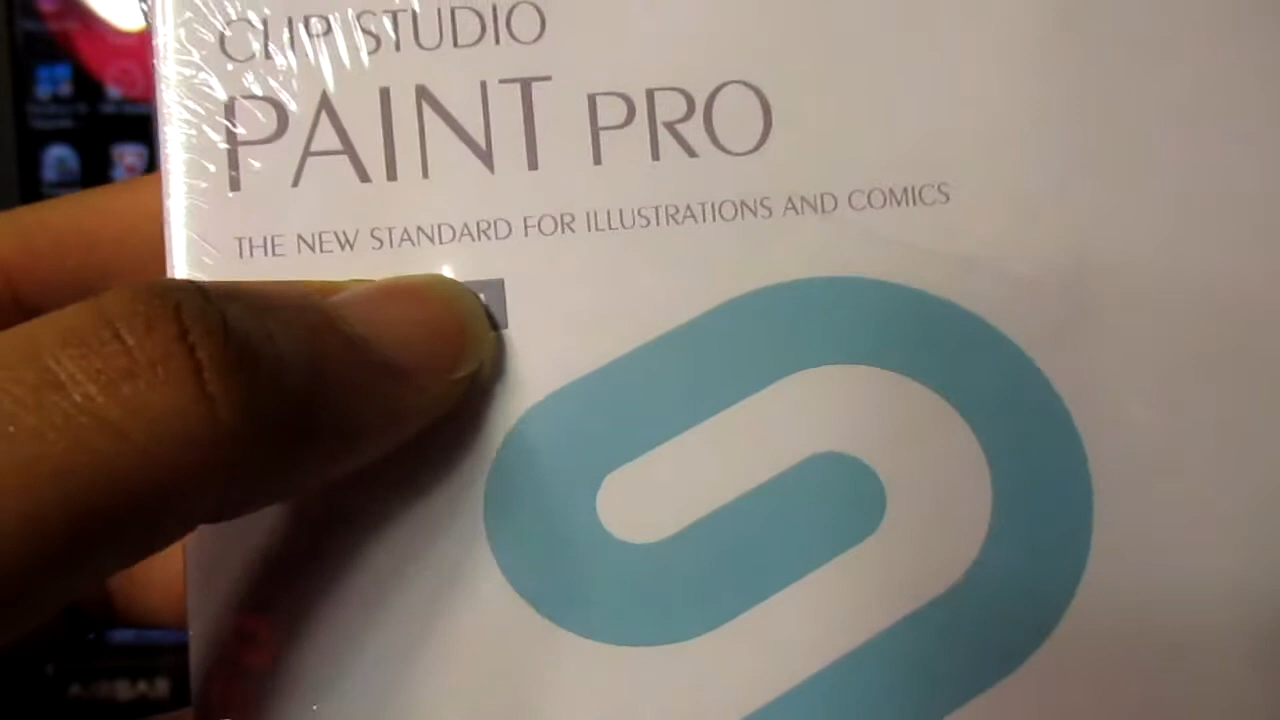 CLIP STUDIO
PAINT PRO
THE NEW STANDARD FOR ILLUSTRATIONS AND COMICS